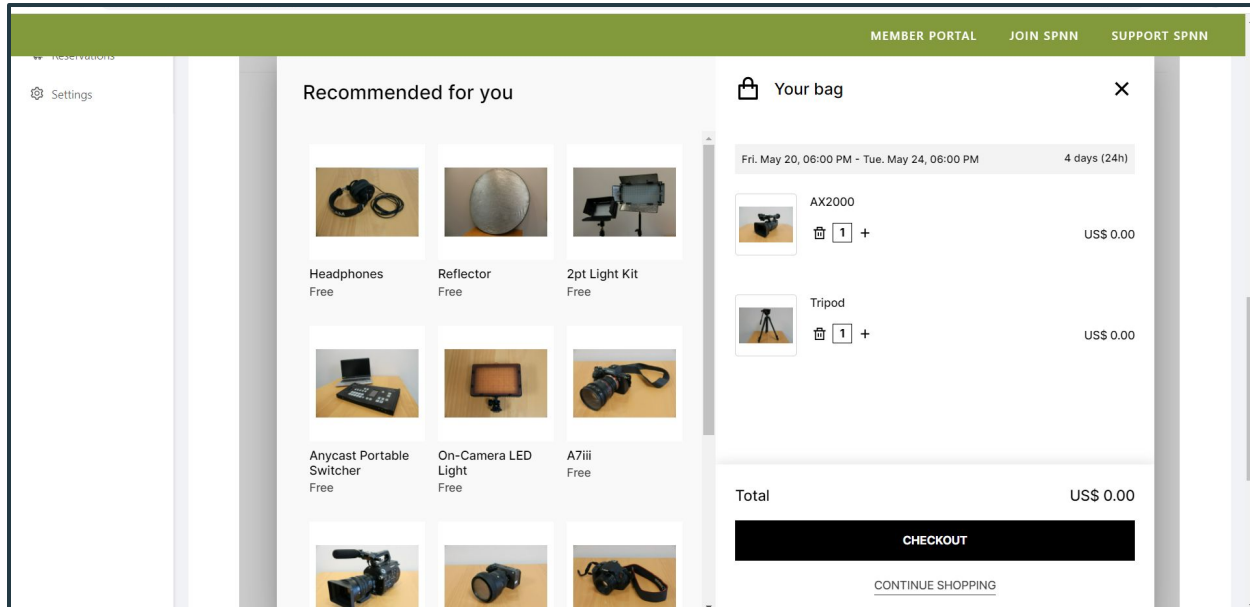 MEMBER PORTAL JOIN SPNN SUPPORT SPNN
Reservations
Settings
Recommended for you
Headphones
Free
Reflector
Free
2pt Light Kit
Free
Anycast Portable
Switcher
Free
On-Camera LED
Light
Free
A7iii
Free
Your bag
Fri. May 20, 06:00 PM - Tue. May 24, 06:00 PM 4 days (24h)
AX2000
1 + US$ 0.00
Tripod
1 + US$ 0.00
Total US$ 0.00
CHECKOUT
CONTINUE SHOPPING